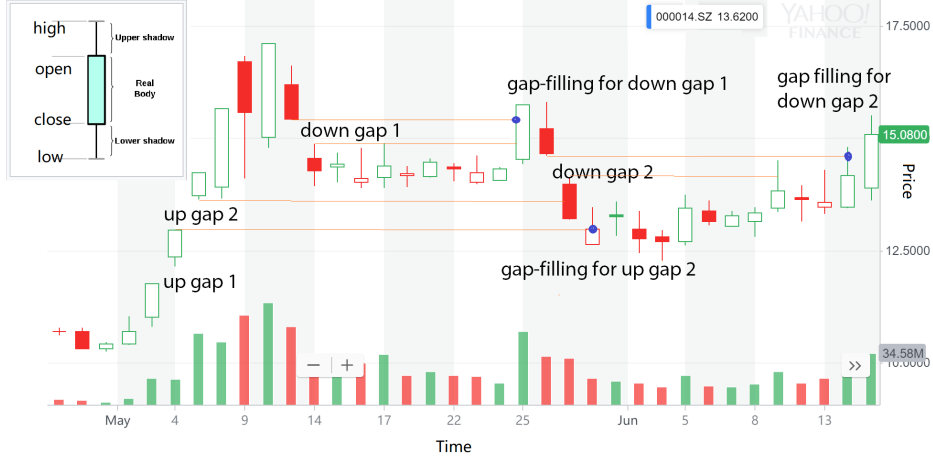 high
Upper shadow
open
Real
Body
close
Lower shadow
low
000014.SZ 13.6200
YAHOO!
FINANCE
17.5000
gap-filling for down gap 1
gap filling for
down gap 2
down gap 1
15.0800
down gap 2
Price
up gap 2
12.5000
gap-filling for up gap 2
up gap 1
34.58M
10.0000
May
4
9
14
17
22
25
Jun
5
8
13
Time